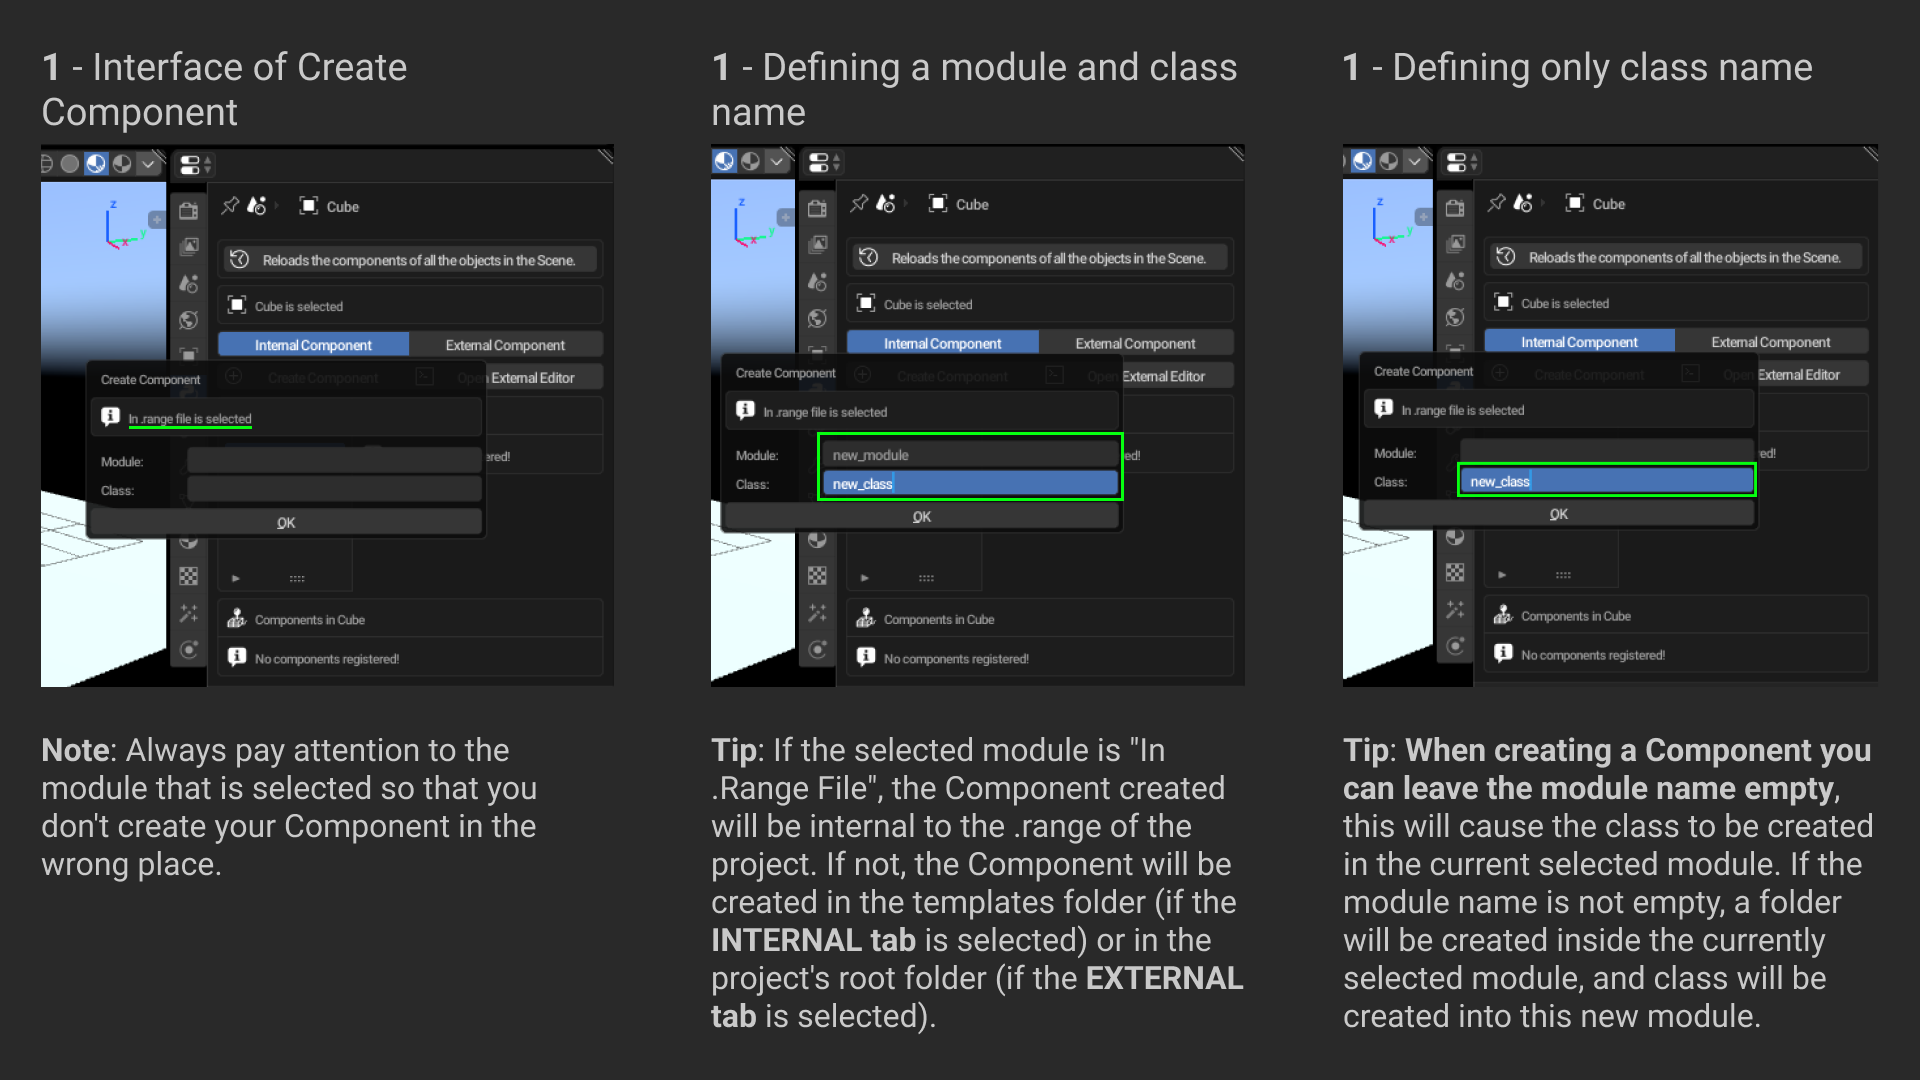 1 - Interface of Create
Component
z
y
x
Cube
Reloads the components of all the objects in the Scene.
Cube is selected
Internal Component
External Component
Create Component
Create Component
Open External Editor
In .range file is selected
Module:
ered!
Class:
OK
Components in Cube
No components registered!
Note: Always pay attention to the
module that is selected so that you
don't create your Component in the
wrong place.
1 - Defining a module and class
name
z
y
x
Cube
Reloads the components of all the objects in the Scene.
Cube is selected
Internal Component
External Component
Create Component
Create Component
Open External Editor
In .range file is selected
Module:
new_module
ed!
Class:
new_class
OK
Components in Cube
No components registered!
Tip: If the selected module is "In
.Range File", the Component created
will be internal to the .range of the
project. If not, the Component will be
created in the templates folder (if the
INTERNAL tab is selected) or in the
project's root folder (if the EXTERNAL
tab is selected).
1 - Defining only class name
z
y
x
Cube
Reloads the components of all the objects in the Scene.
Cube is selected
Internal Component
External Component
Create Component
Create Component
Open External Editor
In .range file is selected
Module:
ed!
Class:
new_class
OK
Components in Cube
No components registered!
Tip: When creating a Component you
can leave the module name empty,
this will cause the class to be created
in the current selected module. If the
module name is not empty, a folder
will be created inside the currently
selected module, and class will be
created into this new module.